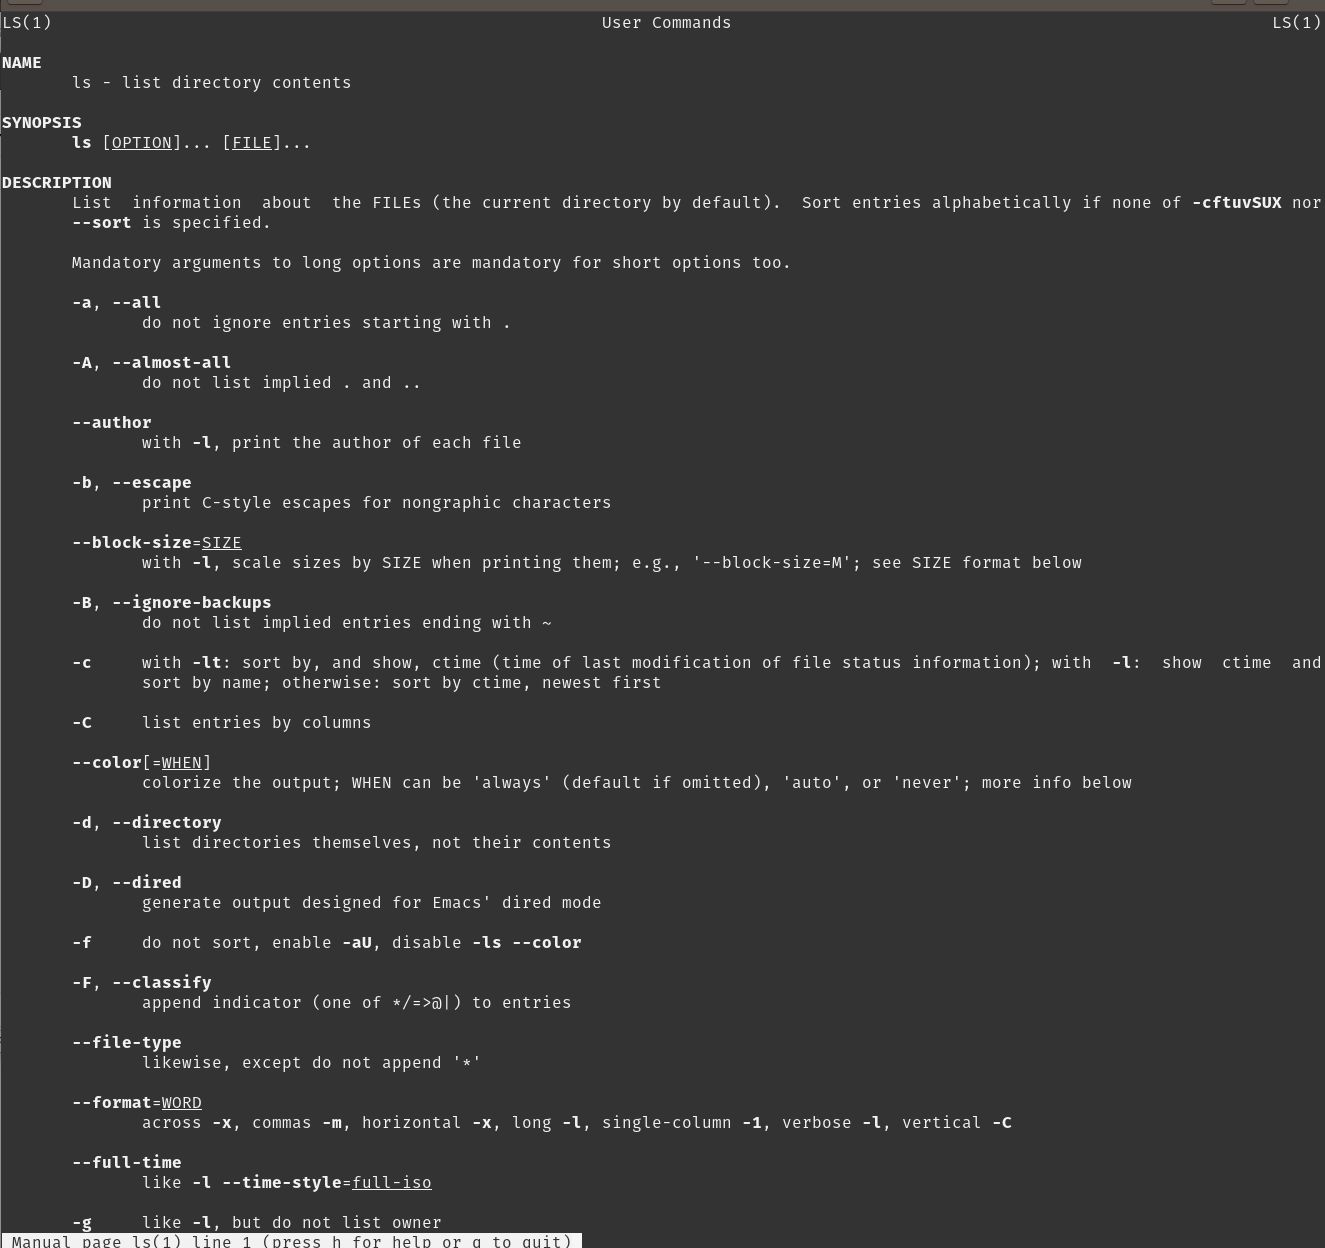 LS(1) User Commands LS(1)
NAME
ls - list directory contents
SYNOPSIS
ls [OPTION]... [FILE]...
DESCRIPTION
List information about the FILEs (the current directory by default). Sort entries alphabetically if none of -cftuvSUX nor
--sort is specified.
Mandatory arguments to long options are mandatory for short options too.
-a, --all
do not ignore entries starting with .
-A, --almost-all
do not list implied . and ..
--author
with -l, print the author of each file
-b, --escape
print C-style escapes for nongraphic characters
--block-size=SIZE
with -l, scale sizes by SIZE when printing them; e.g., '--block-size=M'; see SIZE format below
-B, --ignore-backups
do not list implied entries ending with ~
-c with -lt: sort by, and show, ctime (time of last modification of file status information); with -l: show ctime and
sort by name; otherwise: sort by ctime, newest first
-C list entries by columns
--color[=WHEN]
colorize the output; WHEN can be 'always' (default if omitted), 'auto', or 'never'; more info below
-d, --directory
list directories themselves, not their contents
-D, --dired
generate output designed for Emacs' dired mode
-f do not sort, enable -aU, disable -ls --color
-F, --classify
append indicator (one of */=>@|) to entries
--file-type
likewise, except do not append '*'
--format=WORD
across -x, commas -m, horizontal -x, long -l, single-column -1, verbose -l, vertical -C
--full-time
like -l --time-style=full-iso
-g like -l, but do not list owner
Manual page ls(1) line 1 (press h for help or q to quit)